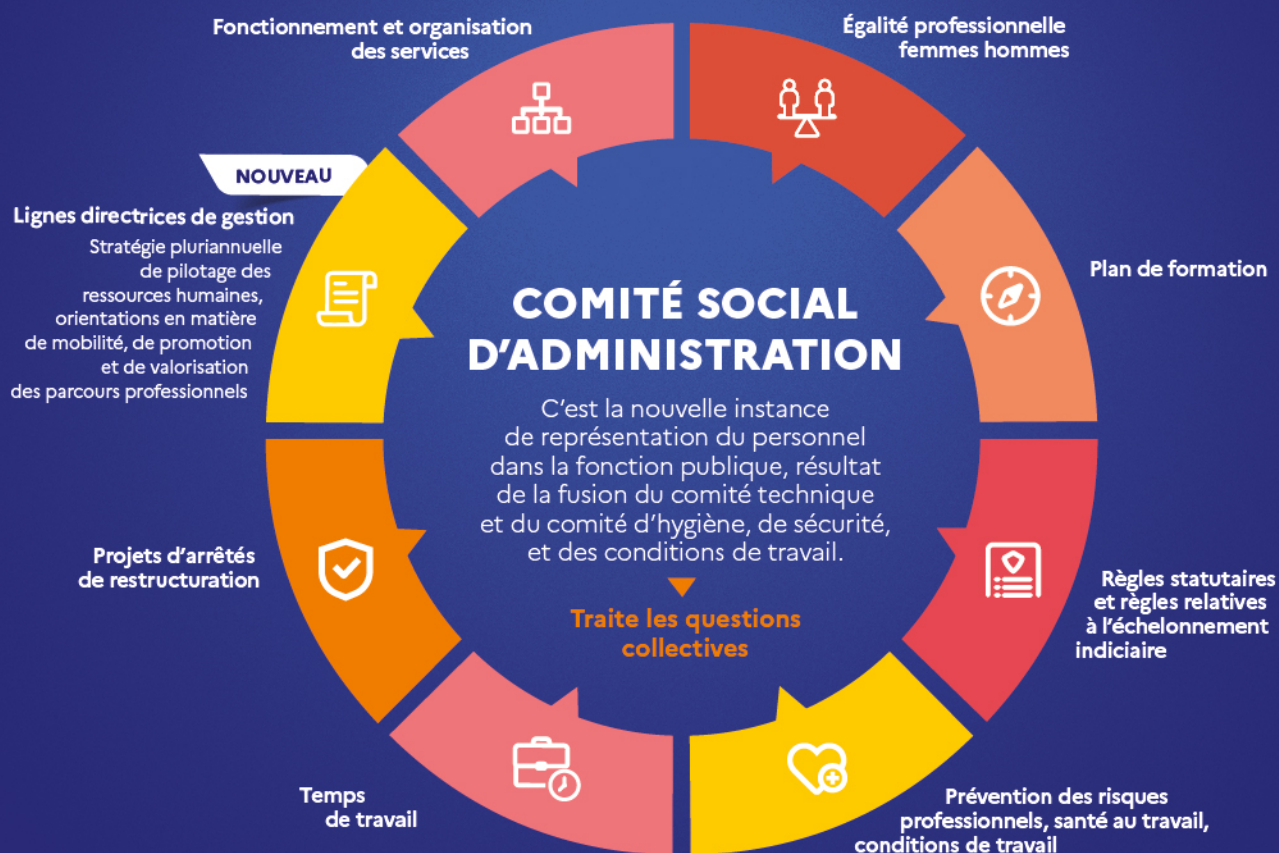 Fonctionnement et organisation
des services
Égalité professionnelle
femmes hommes
NOUVEAU
Lignes directrices de gestion
Stratégie pluriannuelle
de pilotage des
ressources humaines,
orientations en matière
de mobilité, de promotion
et de valorisation
des parcours professionnels
Plan de formation
COMITÉ SOCIAL
D'ADMINISTRATION
C'est la nouvelle instance
de représentation du personnel
dans la fonction publique, résultat
de la fusion du comité technique
et du comité d'hygiène, de sécurité,
et des conditions de travail.
Traite les questions
collectives
Projets d'arrêtés
de restructuration
Règles statutaires
et règles relatives
à l'échelonnement
indiciaire
Temps
de travail
Prévention des risques
professionnels, santé au travail,
conditions de travail